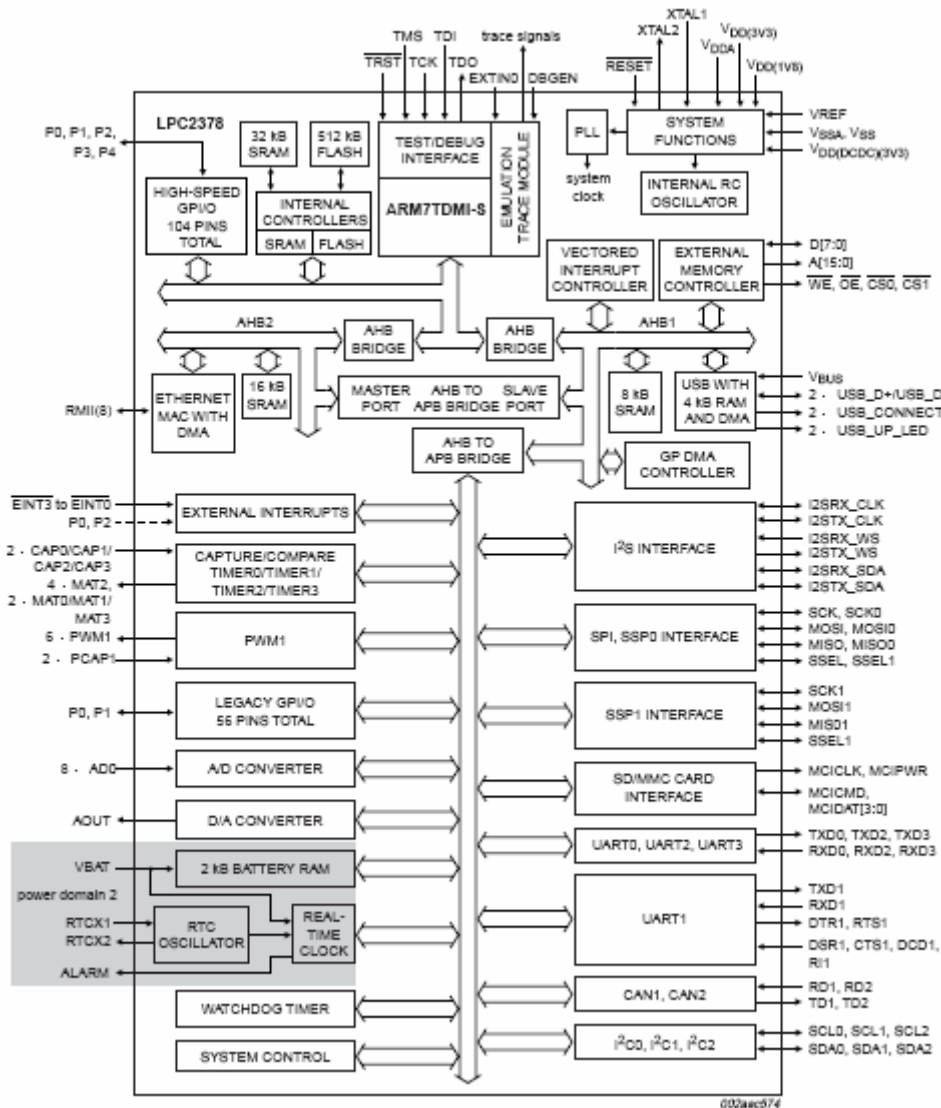 XTAL1
XTAL2
VDD(3V3)
VDDA
VDD(1V8)
TMS TDI
trace signals
TRST TCK TDO
EXTIN0 DBGEN
RESET
LPC2378
P0, P1, P2,
P3, P4
32 kB
SRAM
512 kB
FLASH
TEST/DEBUG
INTERFACE
EMULATION
TRACE MODULE
PLL
SYSTEM
FUNCTIONS
VREF
VSSA, VSS
VDD(DCDC)(3V3)
system
clock
INTERNAL RC
OSCILLATOR
HIGH-SPEED
GPI/O
104 PINS
TOTAL
INTERNAL
CONTROLLERS
SRAM FLASH
ARM7TDMI-S
VECTORED
INTERRUPT
CONTROLLER
EXTERNAL
MEMORY
CONTROLLER
D[7:0]
A[15:0]
WE, OE, CS0, CS1
AHB2
AHB
BRIDGE
AHB
BRIDGE
AHB1
RMII(8)
ETHERNET
MAC WITH
DMA
16 kB
SRAM
MASTER AHB TO SLAVE
PORT APB BRIDGE PORT
8 kB
SRAM
USB WITH
4 kB RAM
AND DMA
VBUS
2 - USB_D+/USB_D
2 - USB_CONNECT
2 - USB_UP_LED
AHB TO
APB BRIDGE
GP DMA
CONTROLLER
EINT3 to EINT0
P0, P2
EXTERNAL INTERRUPTS
I2S INTERFACE
I2SRX_CLK
I2STX_CLK
I2SRX_WS
I2STX_WS
I2SRX_SDA
I2STX_SDA
2 - CAP0/CAP1/
CAP2/CAP3
4 - MAT2,
2 - MAT0/MAT1/
MAT3
CAPTURE/COMPARE
TIMER0/TIMER1/
TIMER2/TIMER3
6 - PWM1
2 - PCAP1
PWM1
SPI, SSP0 INTERFACE
SCK, SCK0
MOSI, MOSI0
MISO, MISO0
SSEL, SSEL1
P0, P1
LEGACY GPI/O
56 PINS TOTAL
SSP1 INTERFACE
SCK1
MOSI1
MIS01
SSEL1
8 - AD0
A/D CONVERTER
SD/MMC CARD
INTERFACE
MCICLK, MCIPWR
MCICMD,
MCIDAT[3:0]
AOUT
D/A CONVERTER
UART0, UART2, UART3
TXD0, TXD2, TXD3
RXD0, RXD2, RXD3
VBAT
2 kB BATTERY RAM
power domain 2
RTCX1
RTCX2
RTC
OSCILLATOR
REAL-
TIME
CLOCK
ALARM
UART1
TXD1
RXD1
DTR1, RTS1
DSR1, CTS1, DCD1,
RI1
WATCHDOG TIMER
CAN1, CAN2
RD1, RD2
TD1, TD2
SYSTEM CONTROL
I2C0, I2C1, I2C2
SCL0, SCL1, SCL2
SDA0, SDA1, SDA2
002aac574